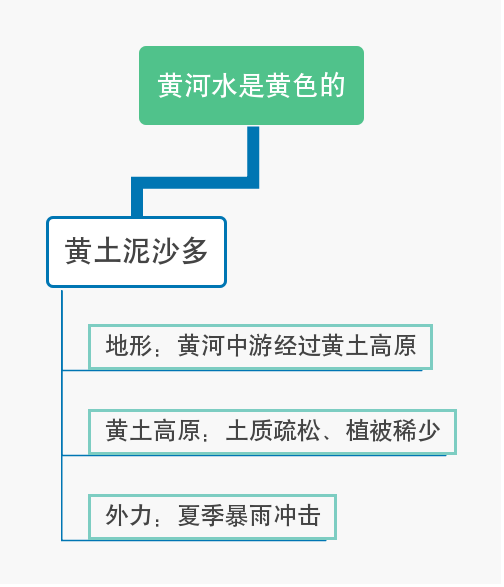 黄河水是黄色的
黄土泥沙多
地形：黄河中游经过黄土高原
黄土高原：土质疏松、植被稀少
外力：夏季暴雨冲击